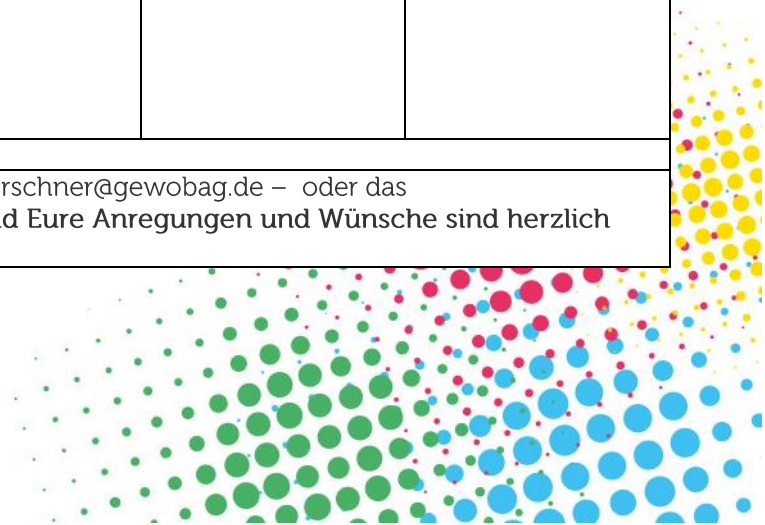 rschner@gewobag.de – oder das
d Eure Anregungen und Wünsche sind herzlich